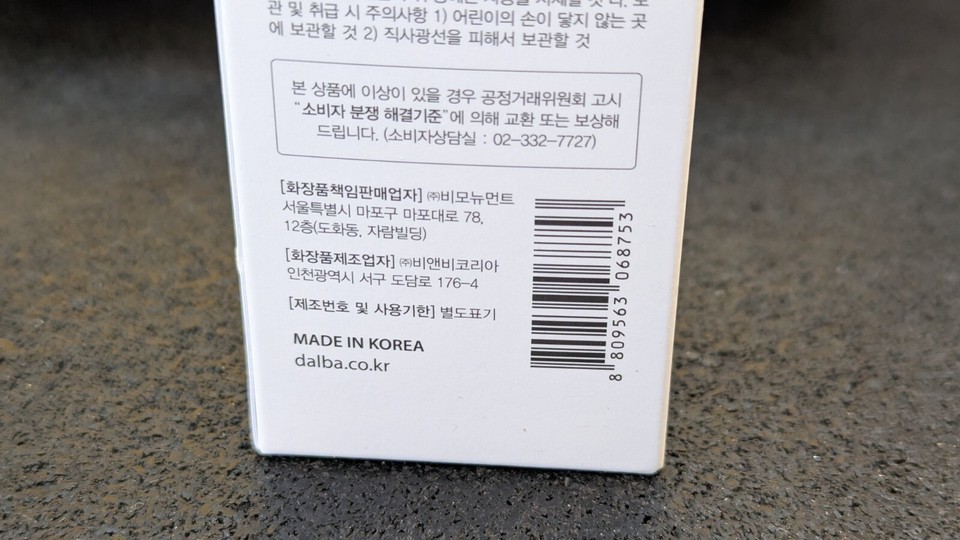 관 및 취급 시 주의사항 1) 어린이의 손이 닿지 않는 곳
에 보관할 것 2) 직사광선을 피해서 보관할 것
본 상품에 이상이 있을 경우 공정거래위원회 고시
“소비자 분쟁 해결기준”에 의해 교환 또는 보상해
드립니다. (소비자상담실 : 02-332-7727)
[화장품책임판매업자] ㈜비모뉴먼트
서울특별시 마포구 마포대로 78,
12층(도화동, 자람빌딩)
[화장품제조업자] ㈜비앤비코리아
인천광역시 서구 도담로 176-4
[제조번호 및 사용기한] 별도표기
MADE IN KOREA
dalba.co.kr
8 809563 068753